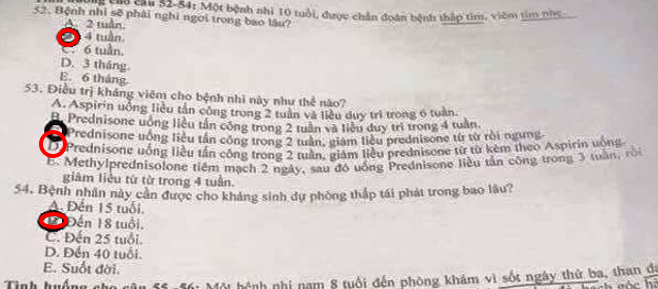 câu 52-54: Một bệnh nhi 10 tuổi, được chẩn đoán bệnh thấp tim, viêm tim nhẹ
52. Bệnh nhi sẽ phải nghỉ ngơi trong bao lâu?
A. 2 tuần.
4 tuần.
C. 6 tuần.
D. 3 tháng.
E. 6 tháng.
53. Điều trị kháng viêm cho bệnh nhi này như thế nào?
A. Aspirin uống liều tấn công trong 2 tuần và liều duy trì trong 6 tuần.
B. Prednisone uống liều tấn công trong 2 tuần và liều duy trì trong 4 tuần.
Prednisone uống liều tấn công trong 2 tuần, giảm liều prednisone từ từ rồi ngưng.
D. Prednisone uống liều tấn công trong 2 tuần, giảm liều prednisone từ từ kèm theo Aspirin uống.
E. Methylprednisolone tiêm mạch 2 ngày, sau đó uống Prednisone liều tấn công trong 3 tuần, rồi
giảm liều từ từ trong 4 tuần.
54. Bệnh nhân này cần được cho kháng sinh dự phòng thấp tái phát trong bao lâu?
A. Đến 15 tuổi.
Đến 18 tuổi.
C. Đến 25 tuổi.
D. Đến 40 tuổi.
E. Suốt đời.
Tình huống cho câu 55 -56: Một bệnh nhi nam 8 tuổi đến phòng khám vì sốt ngày thứ ba, than